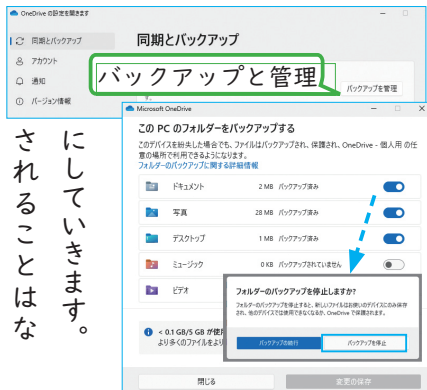 OneDrive の設定を開きます
同期とバックアップ
アカウント
通知
バージョン情報
同期とバックアップ
バックアップと管理
バックアップを管理
す。
Microsoft OneDrive
この PC のフォルダーをバックアップする
このデバイスを紛失した場合でも、ファイルはバックアップされ、保護され、OneDrive - 個人用 の任
意の場所で利用できるようになります。
フォルダーのバックアップに関する詳細情報
ドキュメント 2 MB バックアップ済み
写真 28 MB バックアップ済み
デスクトップ 1 MB バックアップ済み
ミュージック 0 KB バックアップされていません
ビデオ
フォルダーのバックアップを停止しますか?
フォルダーのバックアップを停止すると、新しいファイルはお使いのデバイスにのみ保存
され、他のデバイスでは使用できなくなるか、OneDrive で保護されます。
バックアップの続行
バックアップを停止
< 0.1 GB/5 GB が使
より多くのファイルをより
閉じる
変更の保存
にしていきます。
されることはな